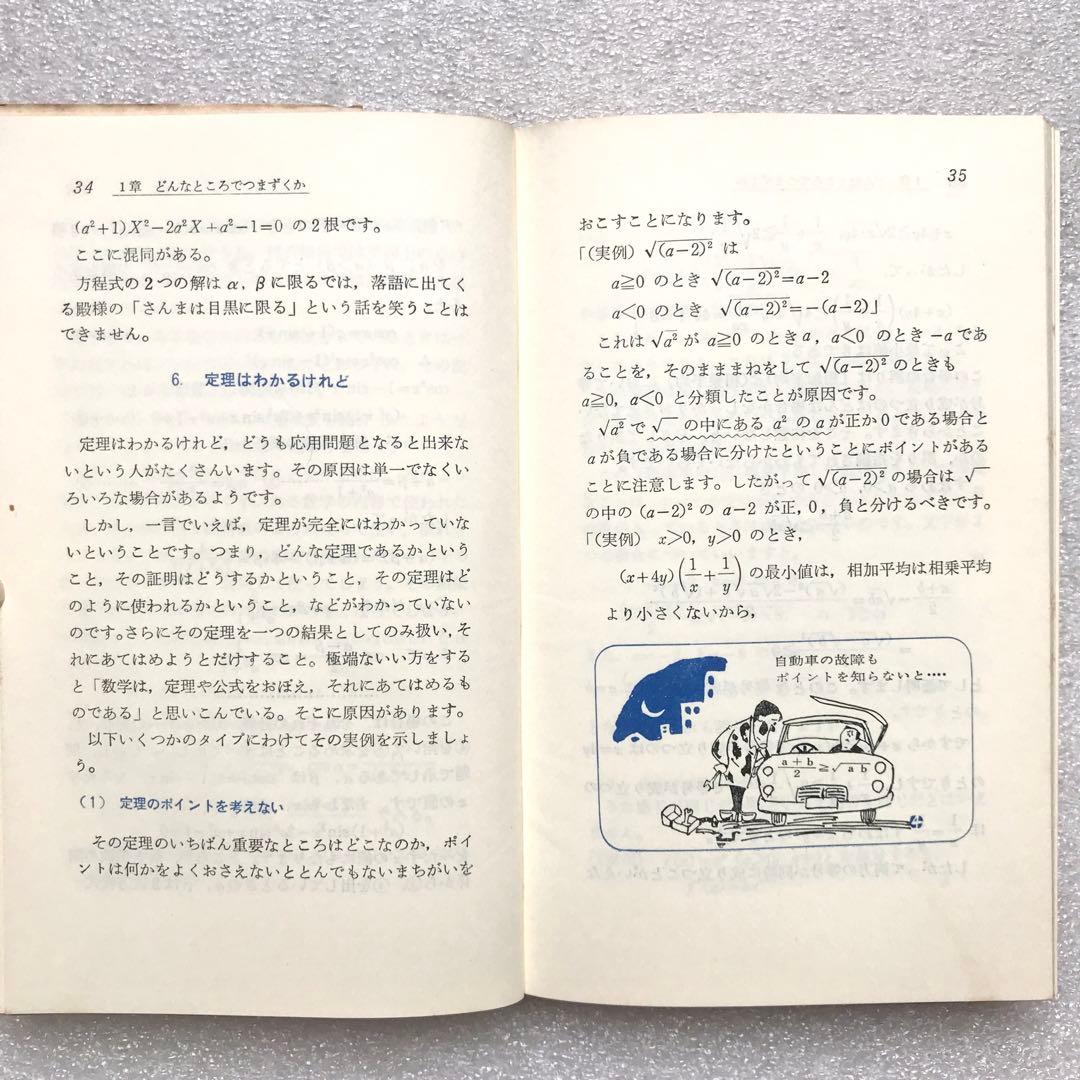 34　1章　どんなところでつまずくか
(a²+1)X²−2a²X+a²−1=0 の2根です。
ここに混同がある。
方程式の2つの解は α, β に限るでは，落語に出てく
る殿様の「さんまは目黒に限る」という話を笑うことは
できません。
6.　定理はわかるけれど
定理はわかるけれど，どうも応用問題となると出来な
いという人がたくさんいます。その原因は単一でなくい
ろいろな場合があるようです。
しかし，一言でいえば，定理が完全にはわかっていな
いということです。つまり，どんな定理であるかという
こと，その証明はどうするかということ，その定理はど
のように使われるかということ，などがわかっていない
のです。さらにその定理を一つの結果としてのみ扱い，そ
れにあてはめようとだけすること。極端ないい方をする
と「数学は，定理や公式をおぼえ，それにあてはめるも
のである」と思いこんでいる。そこに原因があります。
以下いくつかのタイプにわけてその実例を示しましょ
う。
(1)　定理のポイントを考えない
その定理のいちばん重要なところはどこなのか，ポイ
ントは何かをよくおさえないととんでもないまちがいを
35
おこすことになります。
「(実例) √(a−2)² は
a≧0 のとき √(a−2)²=a−2
a<0 のとき √(a−2)²=−(a−2)」
これは √a² が a≧0 のとき a，a<0 のとき −a であ
ることを，そのまままねをして √(a−2)² のときも
a≧0, a<0 と分類したことが原因です。
√a² で √ の中にある a² の a が正か0である場合と
a が負である場合に分けたということにポイントがある
ことに注意します。したがって √(a−2)² の場合は √
の中の (a−2)² の a−2 が正，0，負と分けるべきです。
「(実例) x>0, y>0 のとき，
(x+4y)(1/x+1/y) の最小値は，相加平均は相乗平均
より小さくないから，
自動車の故障も
ポイントを知らないと‥‥
a+b/2 ≧ √ab